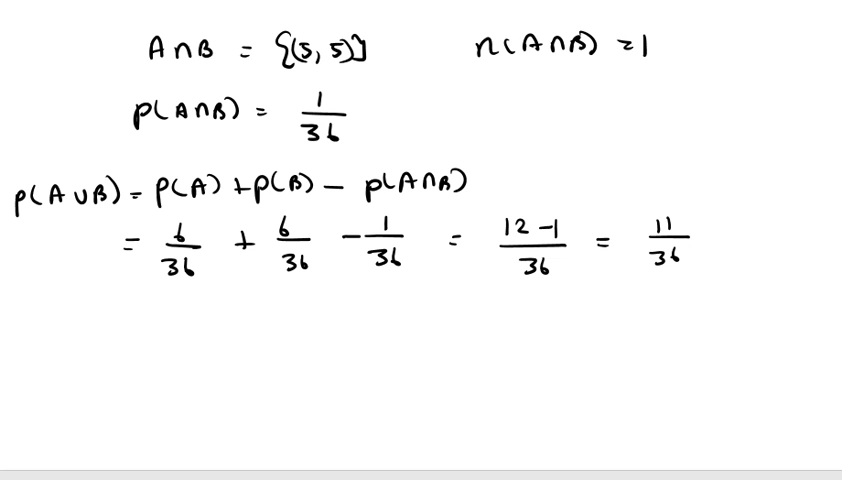 A∩B = {(5, 5)} n(A∩B) = 1
P(A∩B) = 1/36
P(A∪B) = P(A) + P(B) − P(A∩B)
= 6/36 + 6/36 − 1/36 = 12−1/36 = 11/36